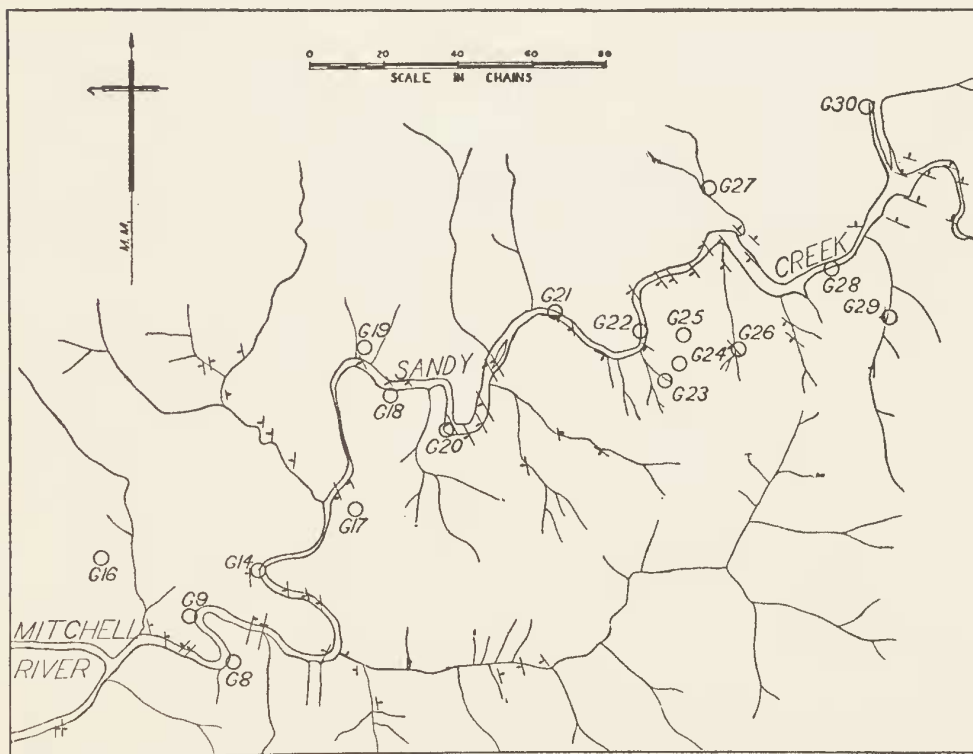 0 20 40 60 80
SCALE IN CHAINS
M.M.
G30
G27
CREEK
G28
G29
G21
G22
G25
G26
G24
G23
G19
SANDY
G18
G20
G17
G16
G14
G9
MITCHELL
RIVER
G8